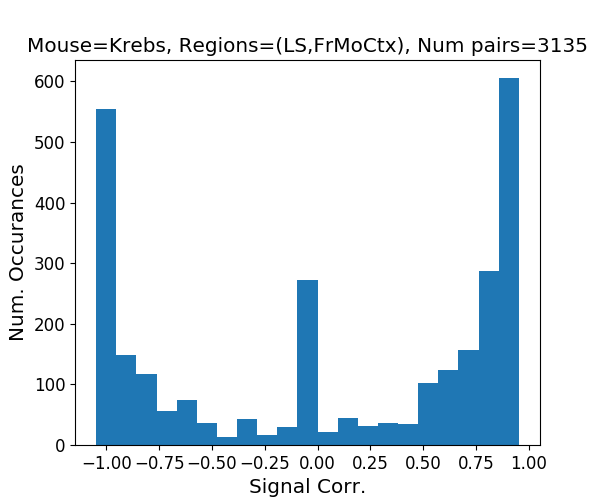 Mouse=Krebs, Regions=(LS,FrMoCtx), Num pairs=3135
Num. Occurances
600
500
400
300
200
100
0
−1.00 −0.75 −0.50 −0.25 0.00 0.25 0.50 0.75 1.00
Signal Corr.